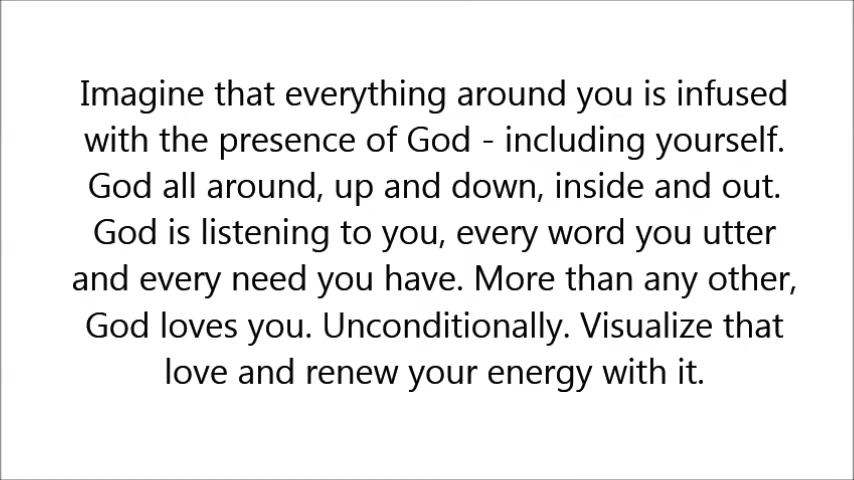 Imagine that everything around you is infused
with the presence of God - including yourself.
God all around, up and down, inside and out.
God is listening to you, every word you utter
and every need you have. More than any other,
God loves you. Unconditionally. Visualize that
love and renew your energy with it.